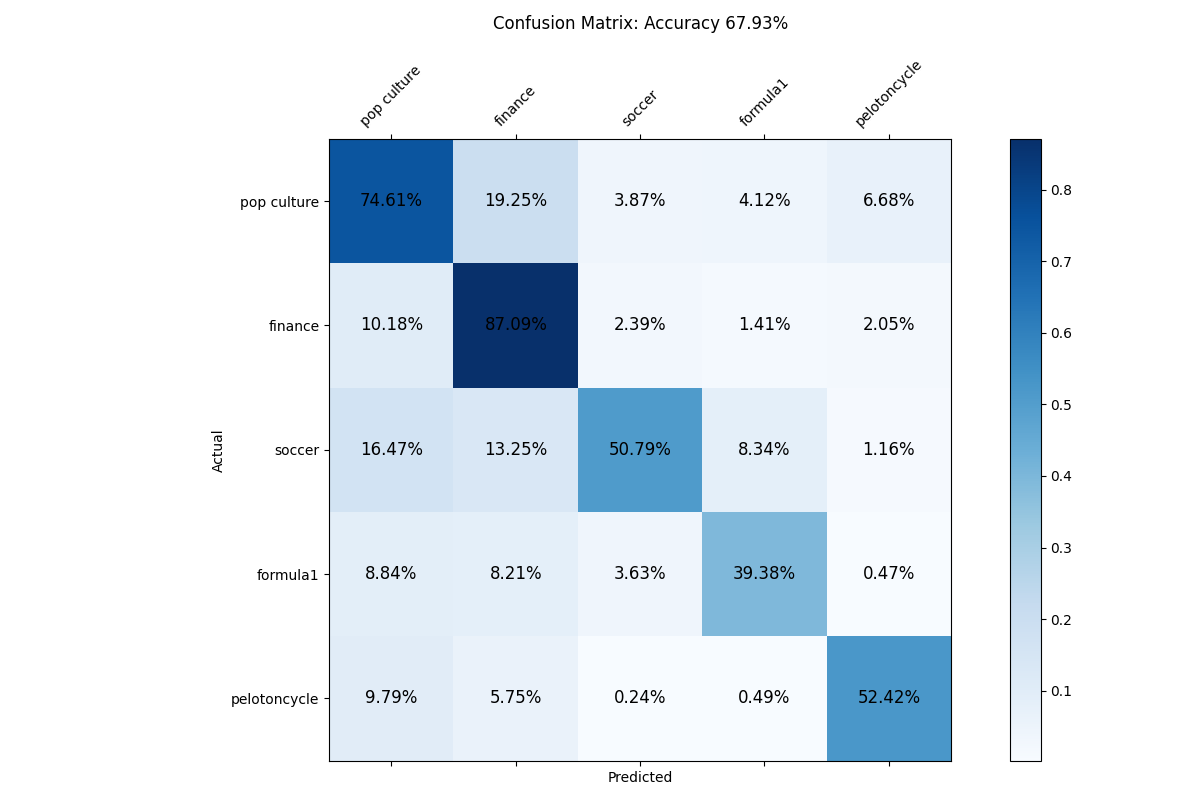 Confusion Matrix: Accuracy 67.93%
pop culture finance soccer formula1 pelotoncycle
pop culture 74.61% 19.25% 3.87% 4.12% 6.68%
finance 10.18% 87.09% 2.39% 1.41% 2.05%
soccer 16.47% 13.25% 50.79% 8.34% 1.16%
formula1 8.84% 8.21% 3.63% 39.38% 0.47%
pelotoncycle 9.79% 5.75% 0.24% 0.49% 52.42%
Actual
Predicted
0.8
0.7
0.6
0.5
0.4
0.3
0.2
0.1